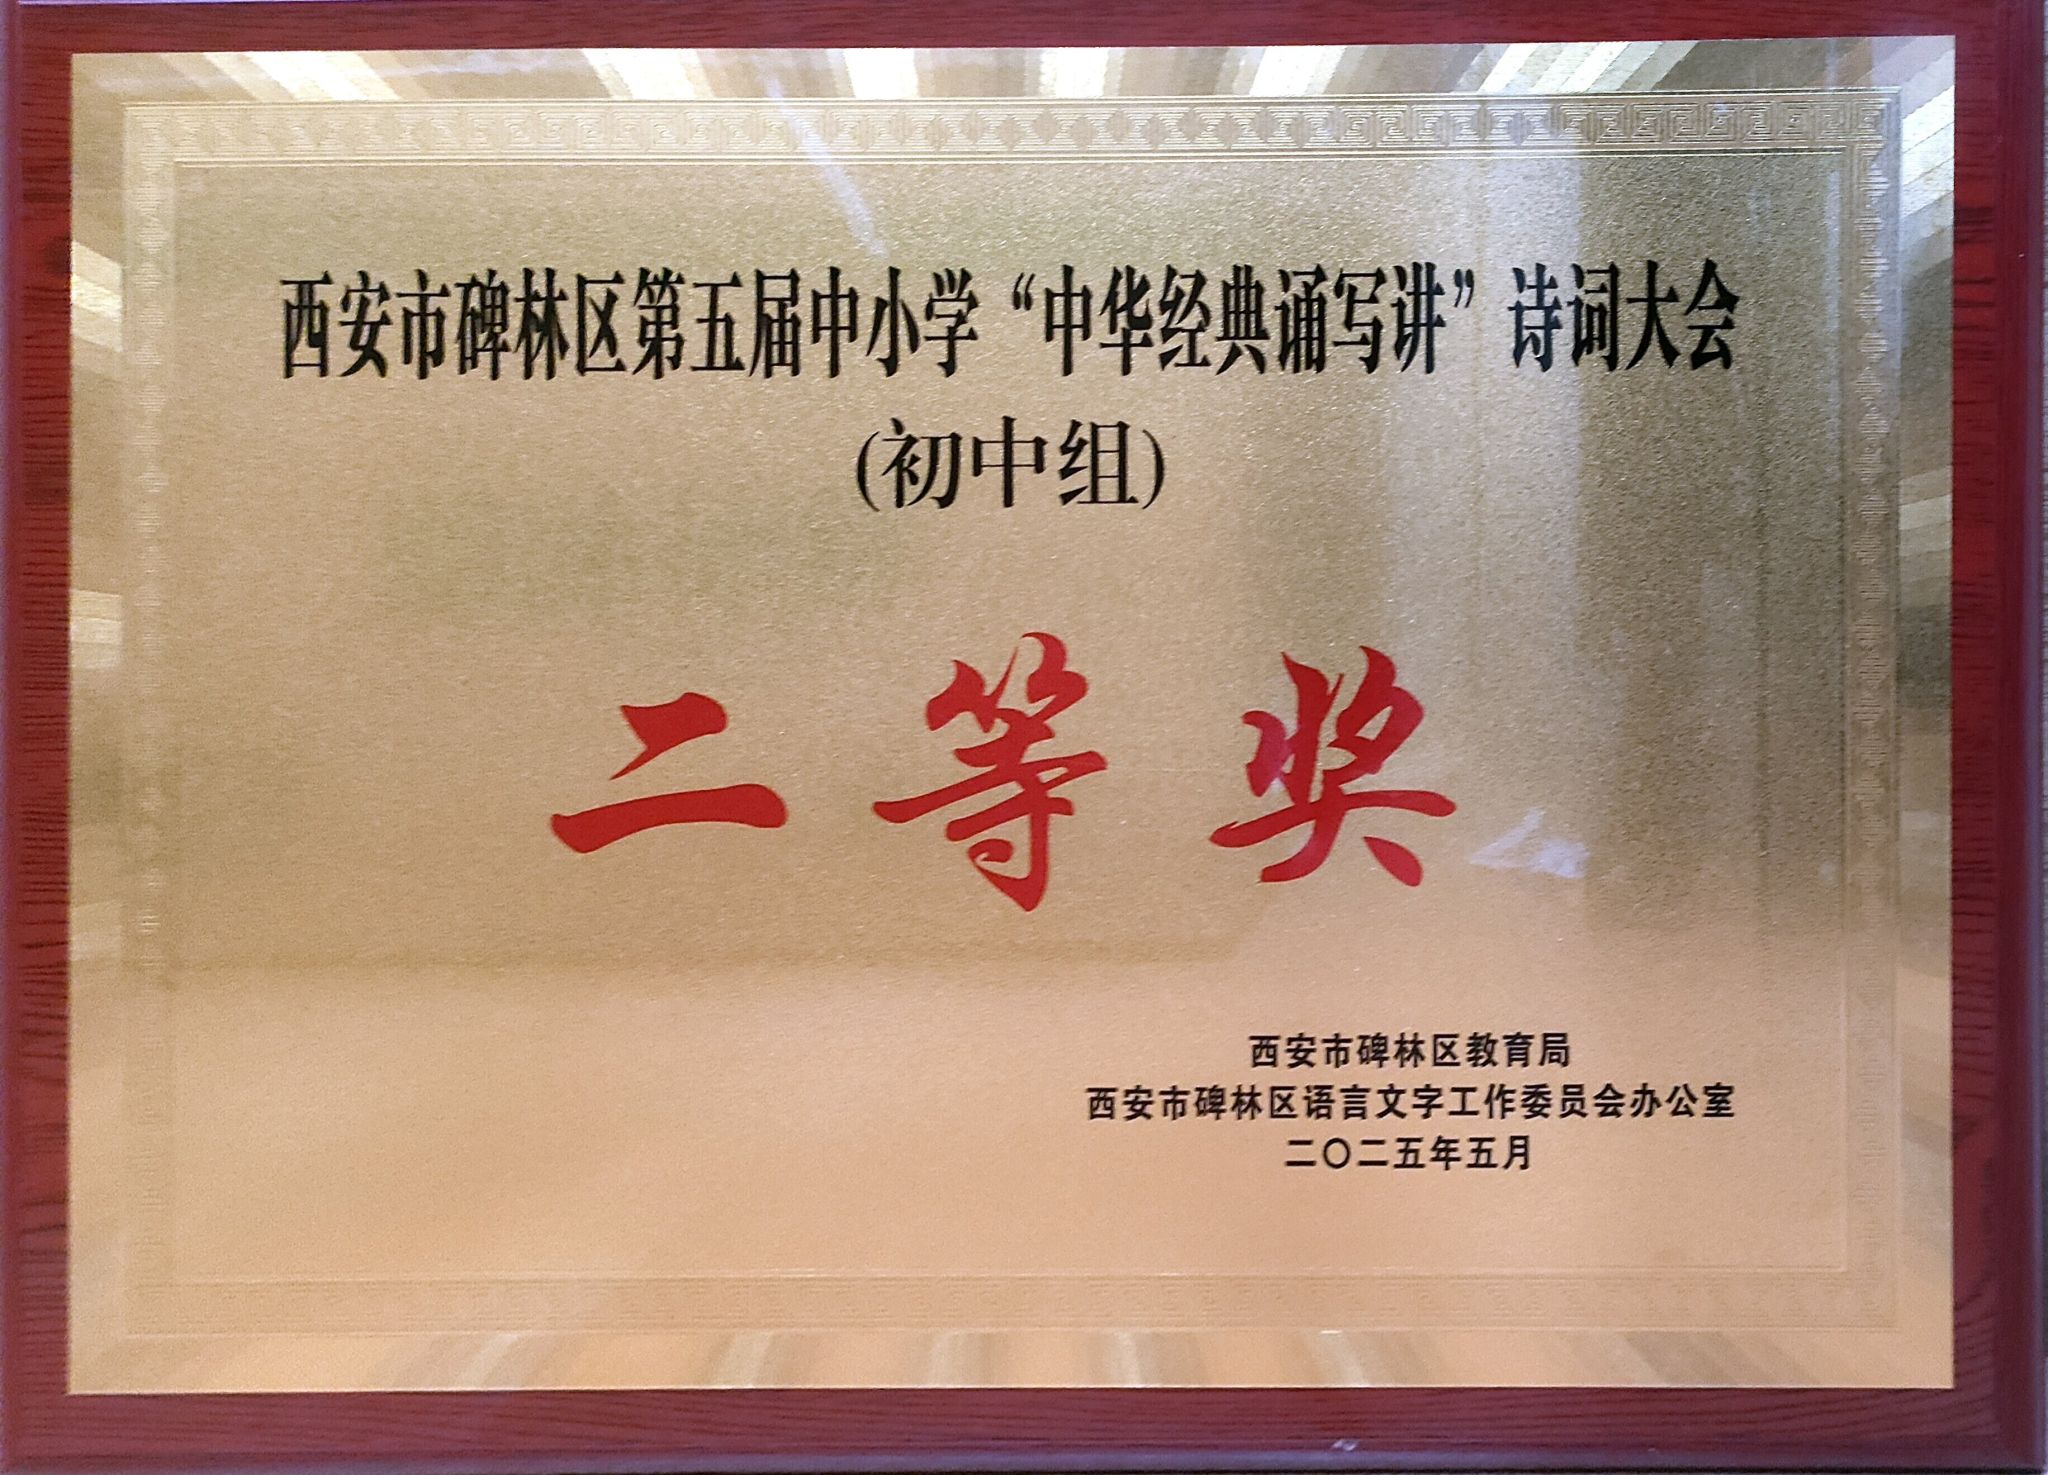 西安市碑林区第五届中小学“中华经典诵写讲”诗词大会
(初中组)
二等奖
西安市碑林区教育局
西安市碑林区语言文字工作委员会办公室
二〇二五年五月